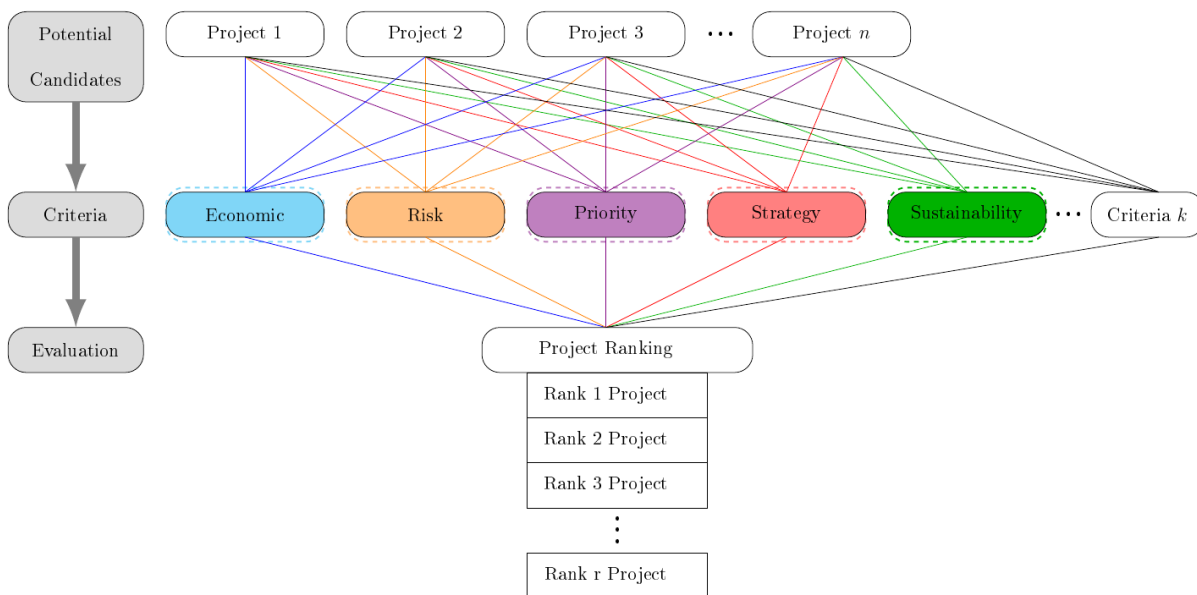 Potential
Candidates
Project 1
Project 2
Project 3
...
Project n
Criteria
Economic
Risk
Priority
Strategy
Sustainability
...
Criteria k
Evaluation
Project Ranking
Rank 1 Project
Rank 2 Project
Rank 3 Project
⋮
Rank r Project